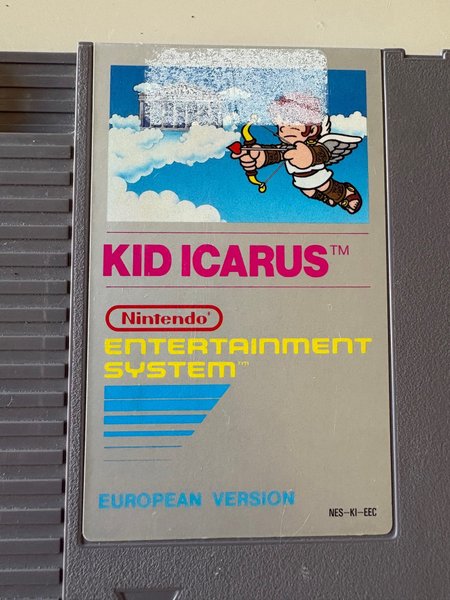 KID ICARUS™
Nintendo®
ENTERTAINMENT
SYSTEM™
EUROPEAN VERSION
NES-KI-EEC